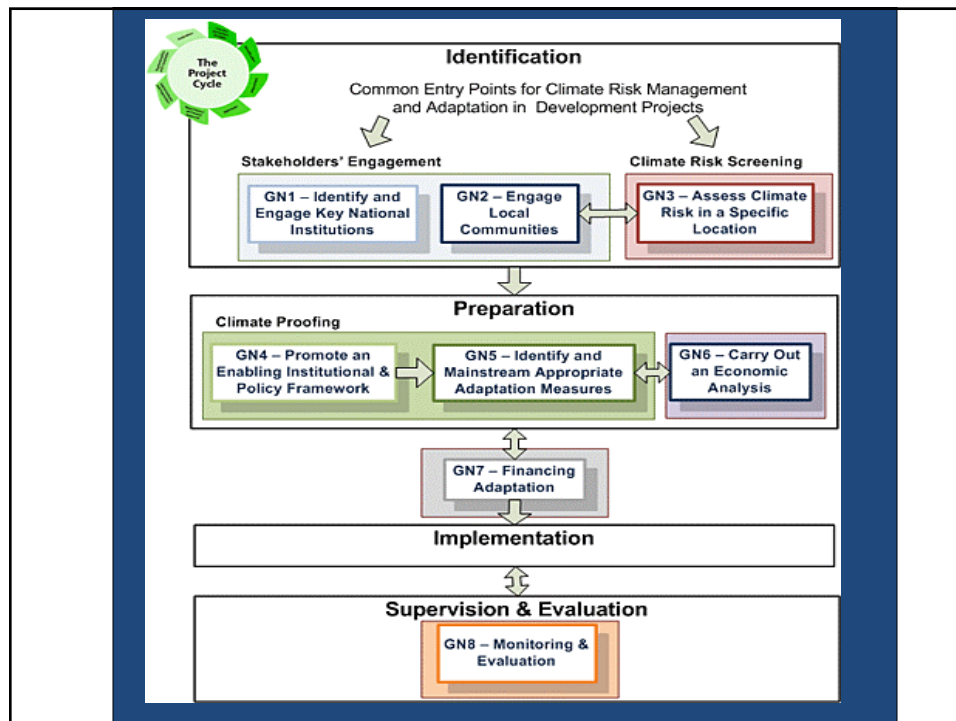 The
Project
Cycle
Identification
Common Entry Points for Climate Risk Management
and Adaptation in Development Projects
Stakeholders' Engagement
Climate Risk Screening
GN1 – Identify and
Engage Key National
Institutions
GN2 – Engage
Local
Communities
GN3 – Assess Climate
Risk in a Specific
Location
Preparation
Climate Proofing
GN4 – Promote an
Enabling Institutional &
Policy Framework
GN5 – Identify and
Mainstream Appropriate
Adaptation Measures
GN6 – Carry Out
an Economic
Analysis
GN7 – Financing
Adaptation
Implementation
Supervision & Evaluation
GN8 – Monitoring &
Evaluation